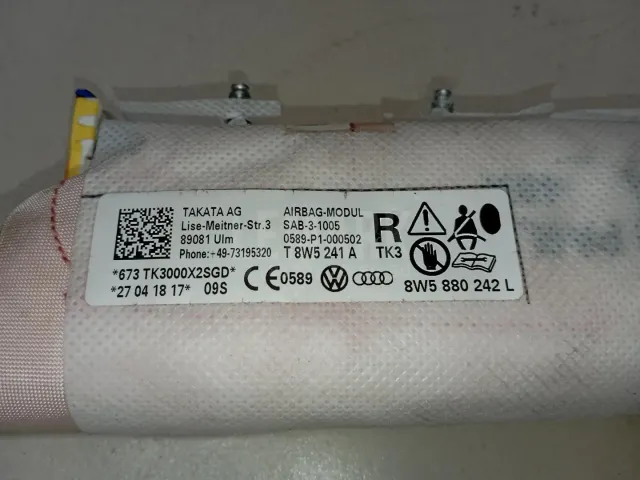 TAKATA AG
Lise-Meitner-Str.3
89081 Ulm
Phone:+49-73195320
AIRBAG-MODUL
SAB-3-1005
0589-P1-000502
T 8W5 241 A
R
TK3
*673 TK3000X2SGD*
*27 04 18 17* 09S
CE 0589
8W5 880 242 L